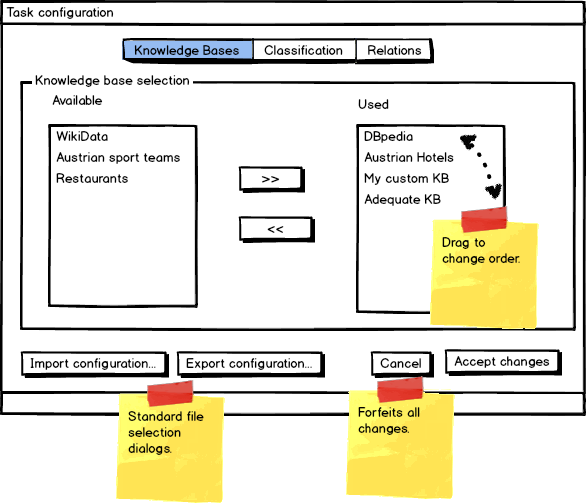 Task configuration
Knowledge Bases
Classification
Relations
Knowledge base selection
Available
Used
WikiData
Austrian sport teams
Restaurants
>>
<<
DBpedia
Austrian Hotels
My custom KB
Adequate KB
Drag to
change order.
Import configuration...
Export configuration...
Cancel
Accept changes
Standard file
selection
dialogs.
Forfeits all
changes.